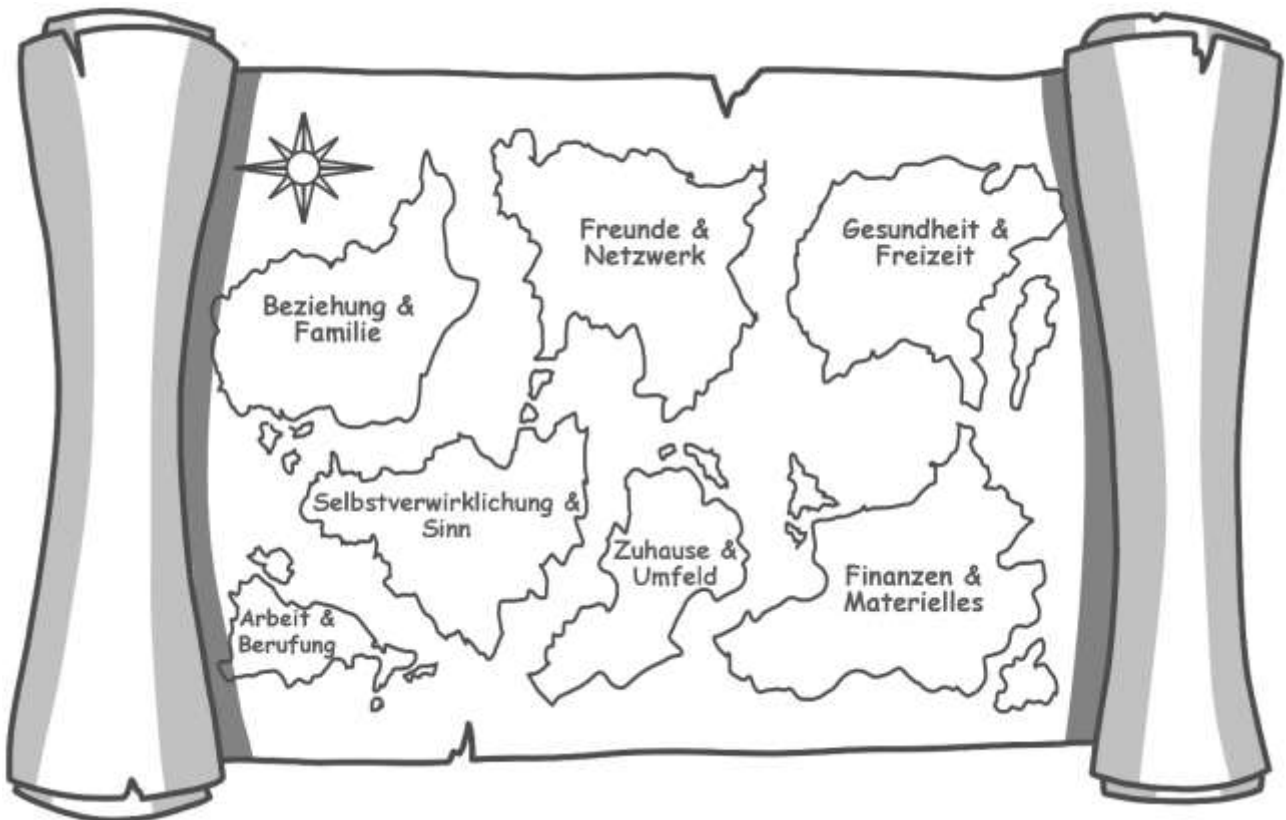 Freunde &
Netzwerk
Gesundheit &
Freizeit
Beziehung &
Familie
Selbstverwirklichung &
Sinn
Zuhause &
Umfeld
Finanzen &
Materielles
Arbeit &
Berufung